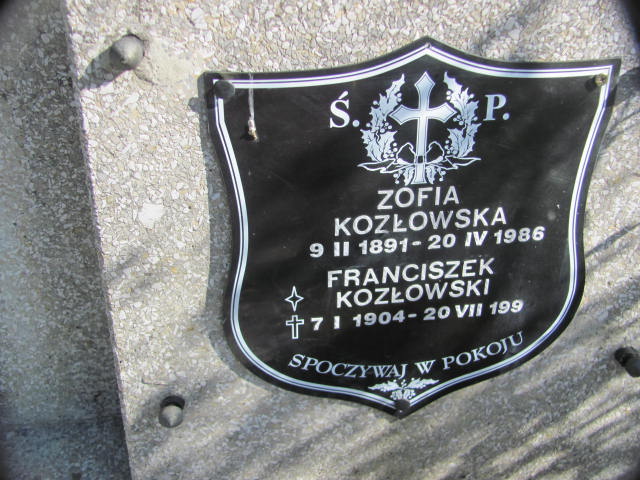 Ś. P.
ZOFIA
KOZŁOWSKA
9 II 1891 - 20 IV 1986
FRANCISZEK
KOZŁOWSKI
7 I 1904 - 20 VII 199
SPOCZYWAJ W POKOJU